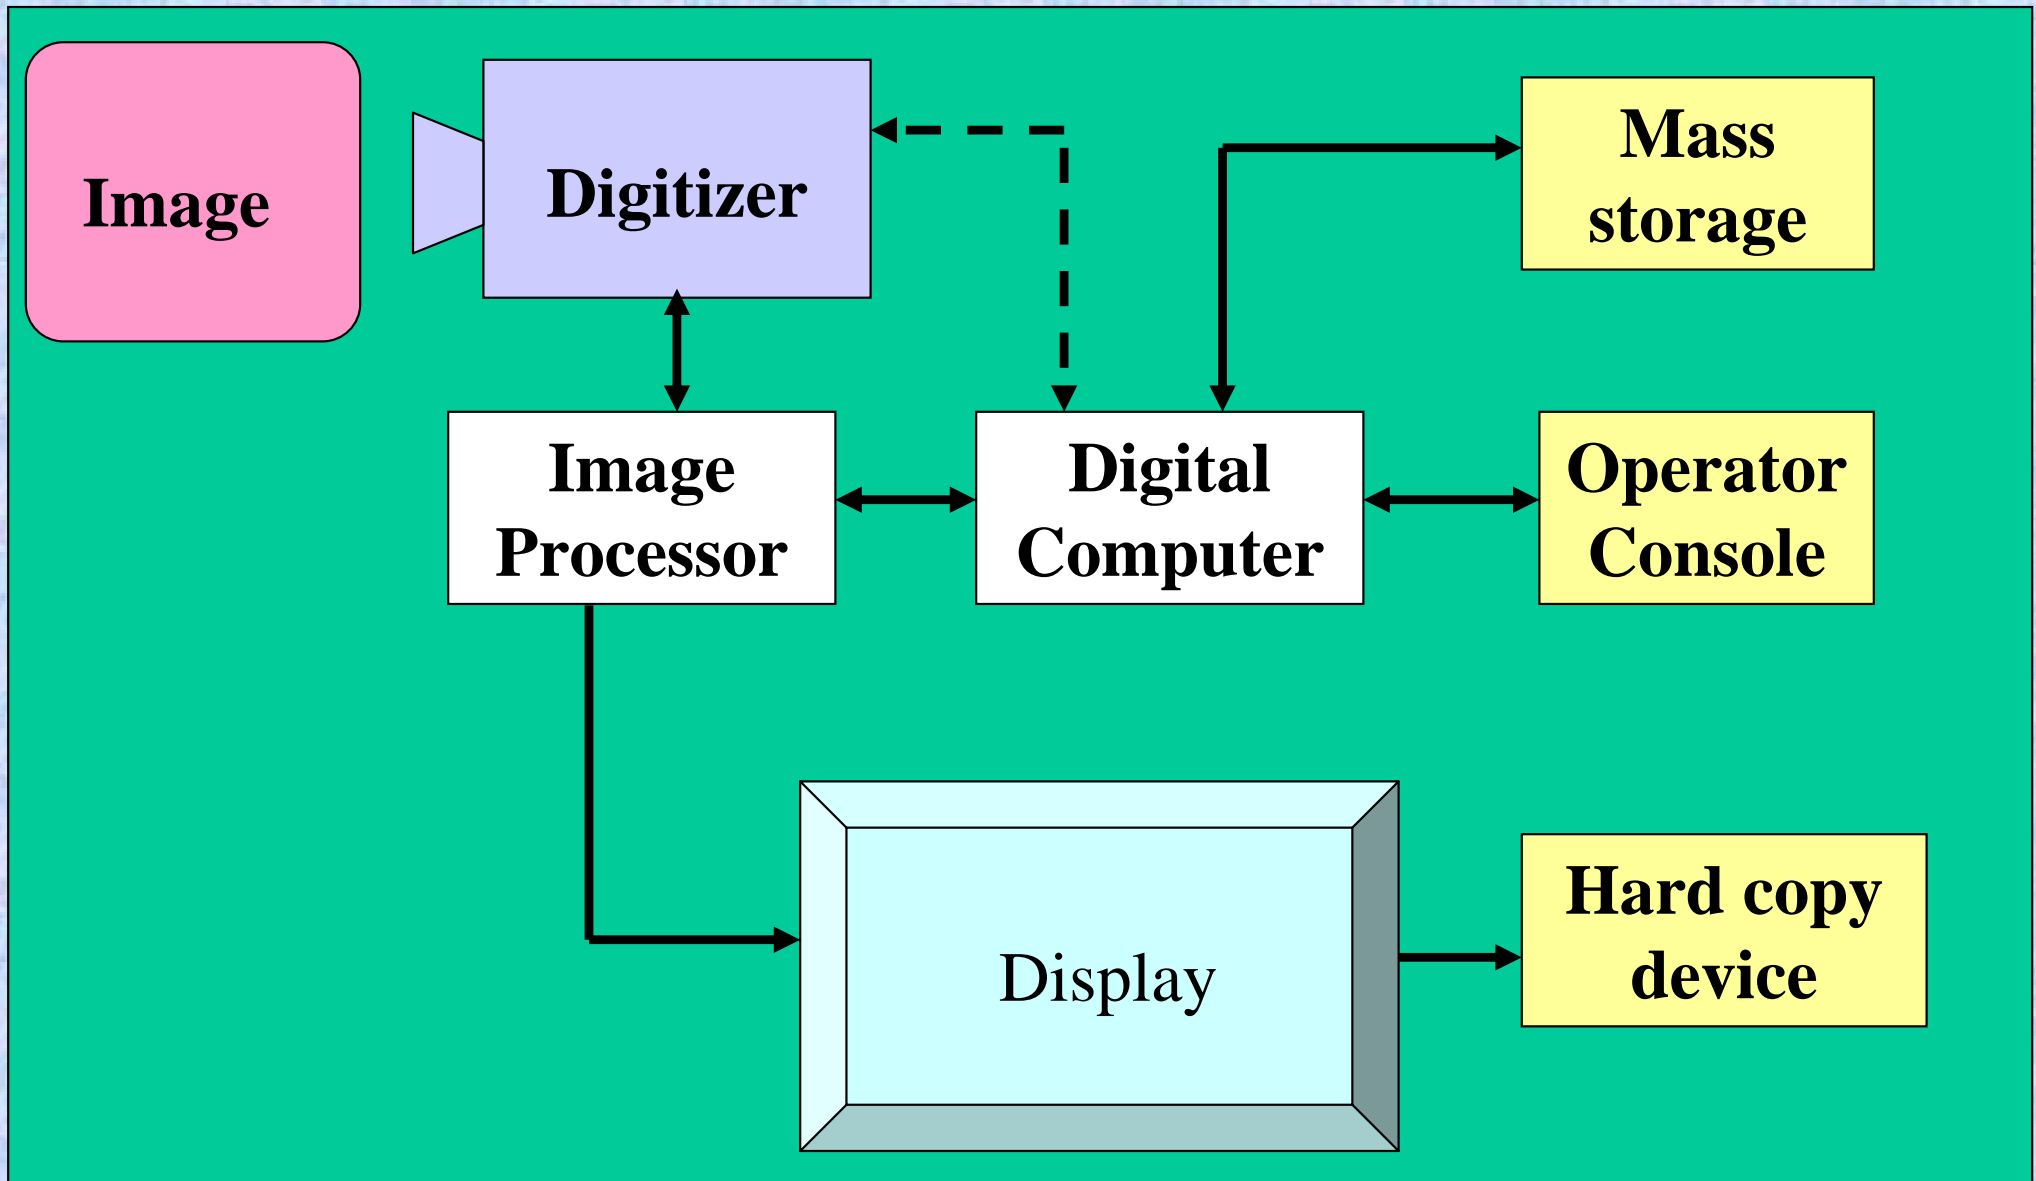 Image
Digitizer
Mass
storage
Image
Processor
Digital
Computer
Operator
Console
Display
Hard copy
device